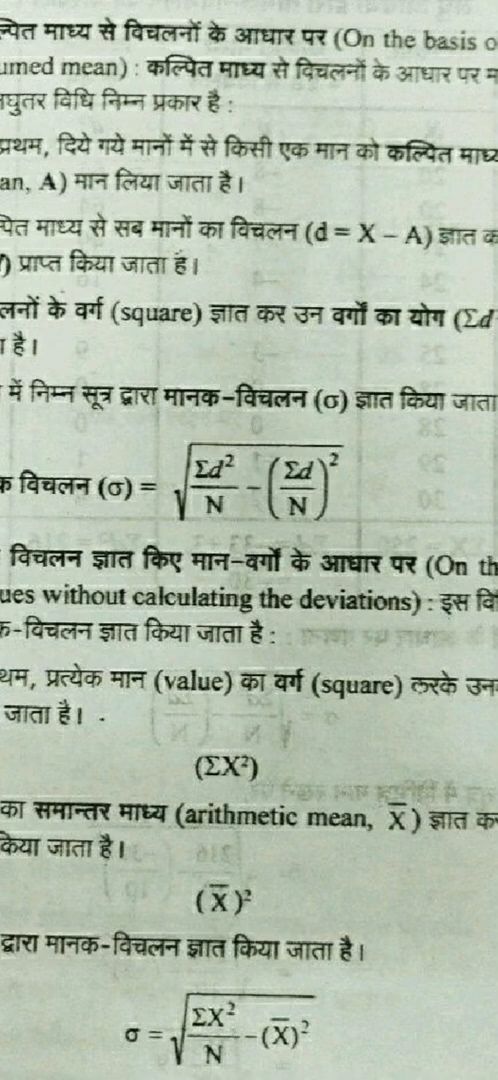 ल्पित माध्य से विचलनों के आधार पर (On the basis o
umed mean) : कल्पित माध्य से विचलनों के आधार पर म
घुतर विधि निम्न प्रकार है :
प्रथम, दिये गये मानों में से किसी एक मान को कल्पित माध्य
an, A) मान लिया जाता है।
पित माध्य से सब मानों का विचलन (d = X – A) ज्ञात क
) प्राप्त किया जाता है।
लनों के वर्ग (square) ज्ञात कर उन वर्गों का योग (Σd
है।
में निम्न सूत्र द्वारा मानक-विचलन (σ) ज्ञात किया जाता
क विचलन (σ) = √(Σd²/N – (Σd/N)²)
विचलन ज्ञात किए मान-वर्गों के आधार पर (On th
ues without calculating the deviations) : इस वि
क-विचलन ज्ञात किया जाता है :
थम, प्रत्येक मान (value) का वर्ग (square) करके उन
जाता है।
(ΣX²)
का समान्तर माध्य (arithmetic mean, X̅) ज्ञात क
किया जाता है।
(X̅)²
द्वारा मानक-विचलन ज्ञात किया जाता है।
σ = √(ΣX²/N – (X̅)²)